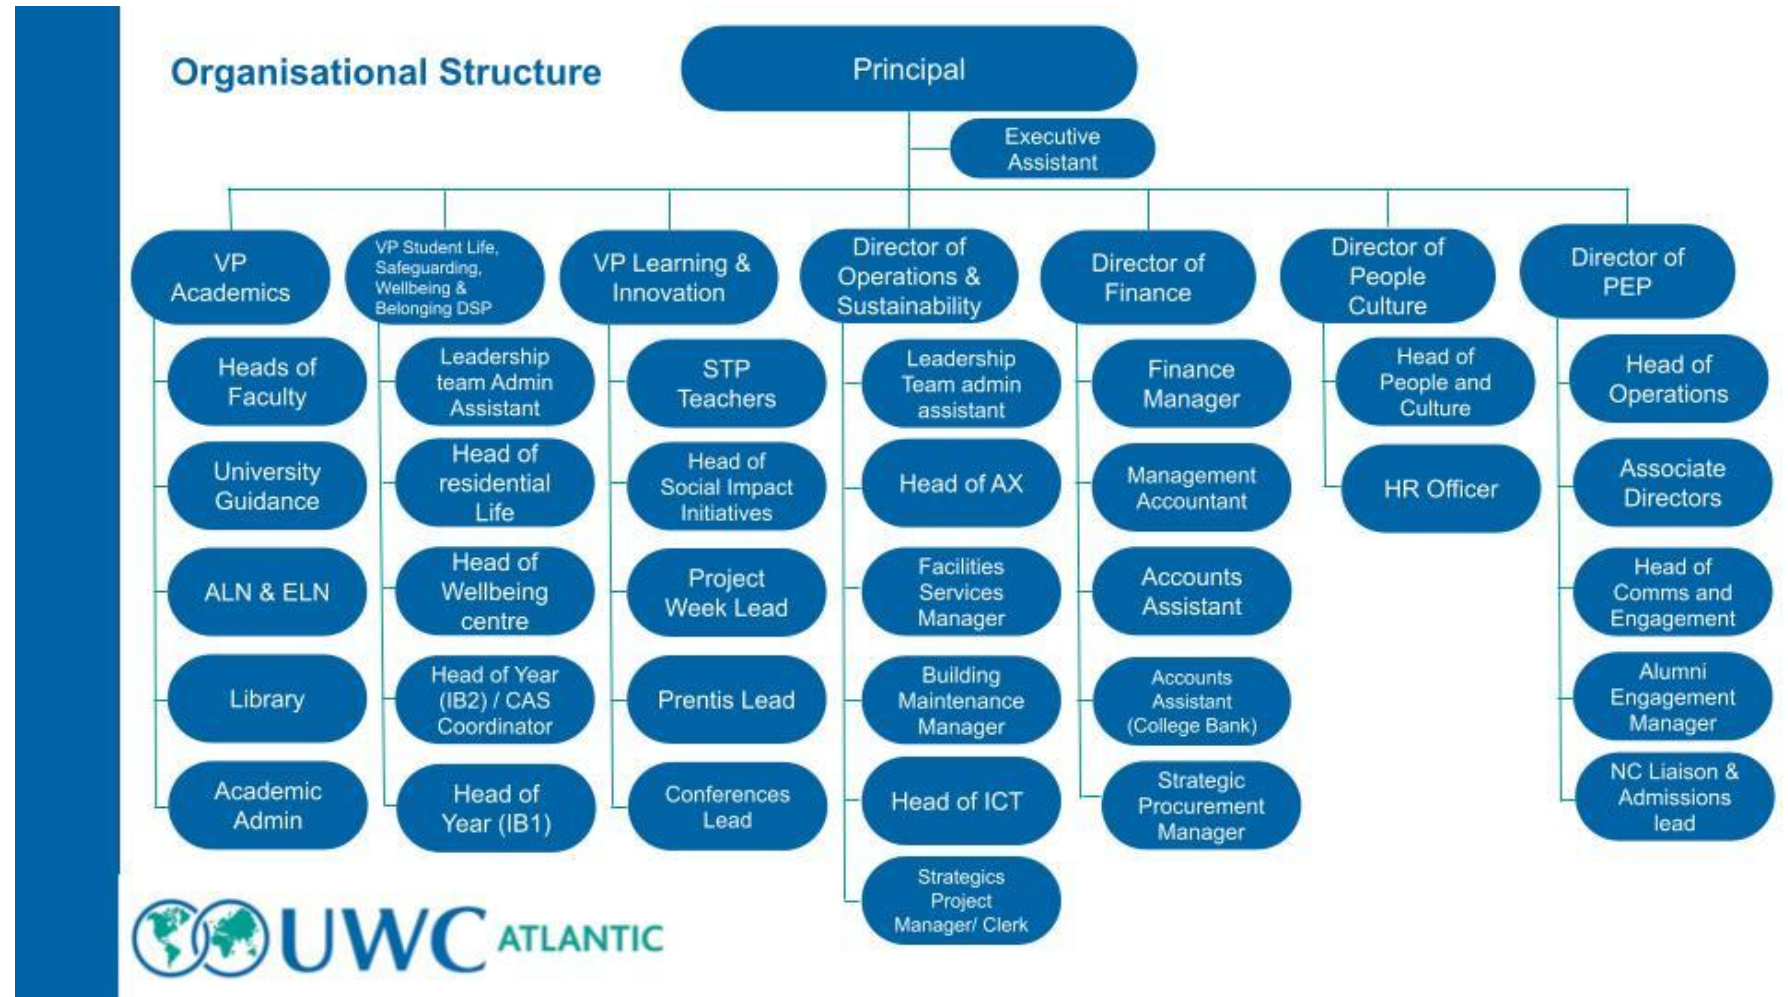 Organisational Structure
Principal
Executive
Assistant
VP
Academics
VP Student Life,
Safeguarding,
Wellbeing &
Belonging DSP
VP Learning &
Innovation
Director of
Operations &
Sustainability
Director of
Finance
Director of
People
Culture
Director of
PEP
Heads of
Faculty
University
Guidance
ALN & ELN
Library
Academic
Admin
Leadership
team Admin
Assistant
Head of
residential
Life
Head of
Wellbeing
centre
Head of Year
(IB2) / CAS
Coordinator
Head of
Year (IB1)
STP
Teachers
Head of
Social Impact
Initiatives
Project
Week Lead
Prentis Lead
Conferences
Lead
Leadership
Team admin
assistant
Head of AX
Facilities
Services
Manager
Building
Maintenance
Manager
Head of ICT
Strategics
Project
Manager/ Clerk
Finance
Manager
Management
Accountant
Accounts
Assistant
Accounts
Assistant
(College Bank)
Strategic
Procurement
Manager
Head of
People and
Culture
HR Officer
Head of
Operations
Associate
Directors
Head of
Comms and
Engagement
Alumni
Engagement
Manager
NC Liaison &
Admissions
lead
UWC ATLANTIC